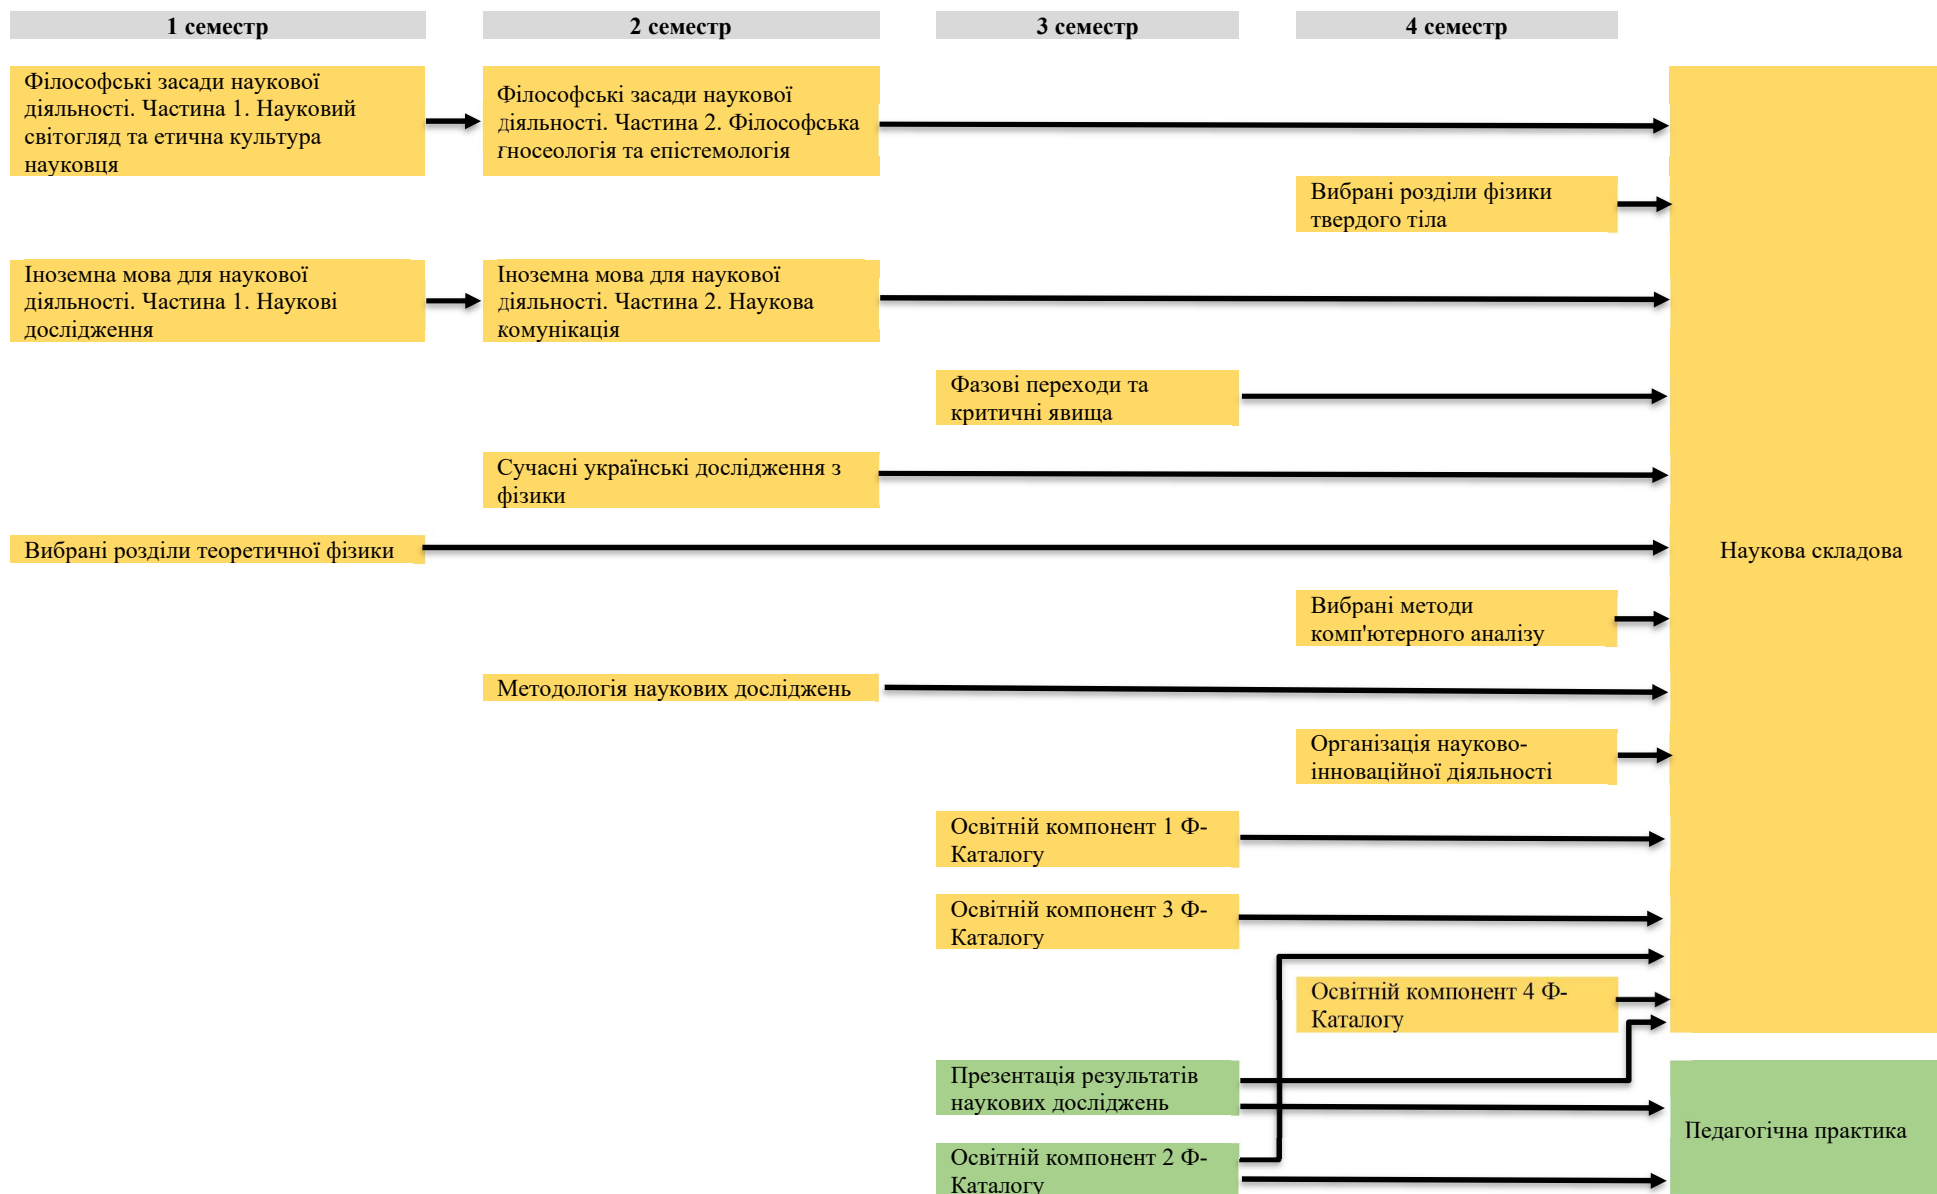 1 семестр
2 семестр
3 семестр
4 семестр
Філософські засади наукової
діяльності. Частина 1. Науковий
світогляд та етична культура
науковця
Філософські засади наукової
діяльності. Частина 2. Філософська
гносеологія та епістемологія
Вибрані розділи фізики
твердого тіла
Іноземна мова для наукової
діяльності. Частина 1. Наукові
дослідження
Іноземна мова для наукової
діяльності. Частина 2. Наукова
комунікація
Фазові переходи та
критичні явища
Сучасні українські дослідження з
фізики
Вибрані розділи теоретичної фізики
Наукова складова
Вибрані методи
комп'ютерного аналізу
Методологія наукових досліджень
Організація науково-
інноваційної діяльності
Освітній компонент 1 Ф-
Каталогу
Освітній компонент 3 Ф-
Каталогу
Освітній компонент 4 Ф-
Каталогу
Презентація результатів
наукових досліджень
Педагогічна практика
Освітній компонент 2 Ф-
Каталогу